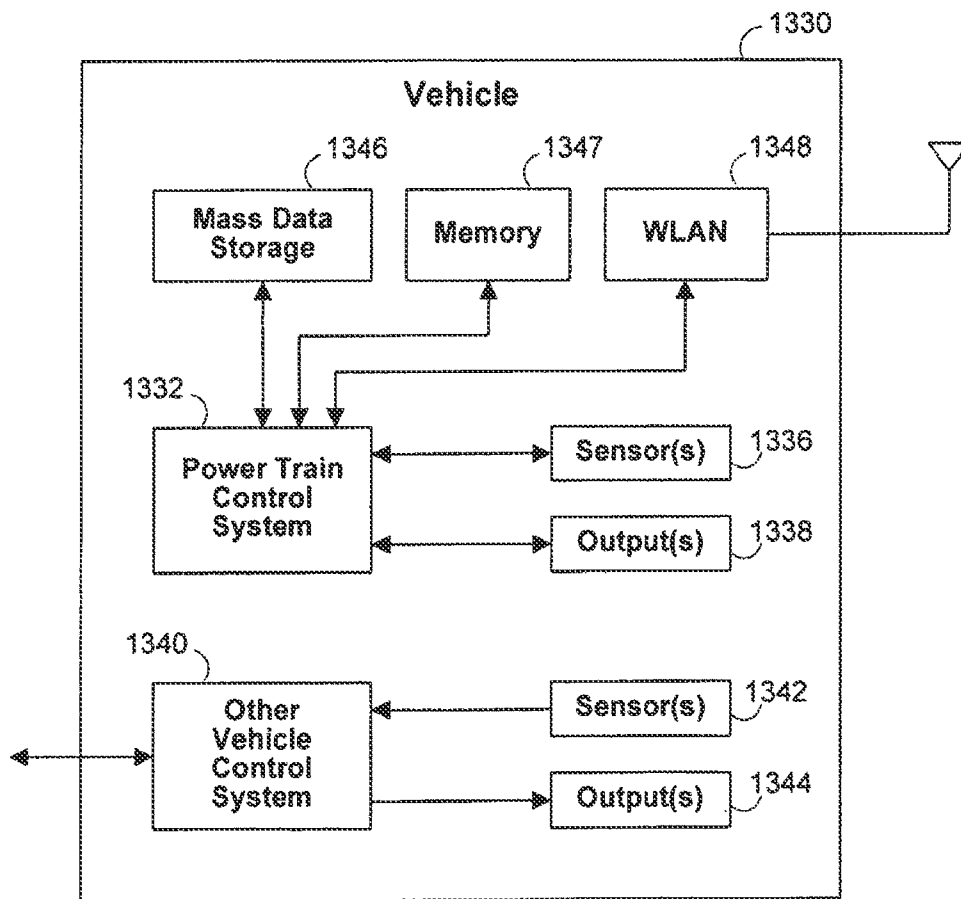 1330
Vehicle
1346
1347
1348
Mass Data
Storage
Memory
WLAN
1332
Power Train
Control
System
Sensor(s)
1336
Output(s)
1338
1340
Other
Vehicle
Control
System
Sensor(s)
1342
Output(s)
1344